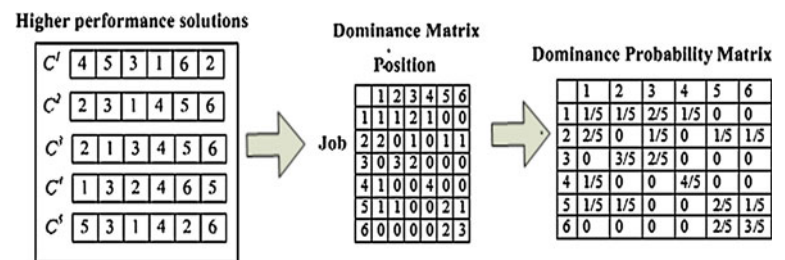 Higher performance solutions
C¹ 4 5 3 1 6 2
C² 2 3 1 4 5 6
C³ 2 1 3 4 5 6
C⁴ 1 3 2 4 6 5
C⁵ 5 3 1 4 2 6
Dominance Matrix
Position
Job
1 2 3 4 5 6
1 1 1 2 1 0 0
2 2 0 1 0 1 1
3 0 3 2 0 0 0
4 1 0 0 4 0 0
5 1 1 0 0 2 1
6 0 0 0 0 2 3
Dominance Probability Matrix
1 2 3 4 5 6
1 1/5 1/5 2/5 1/5 0 0
2 2/5 0 1/5 0 1/5 1/5
3 0 3/5 2/5 0 0 0
4 1/5 0 0 4/5 0 0
5 1/5 1/5 0 0 2/5 1/5
6 0 0 0 0 2/5 3/5